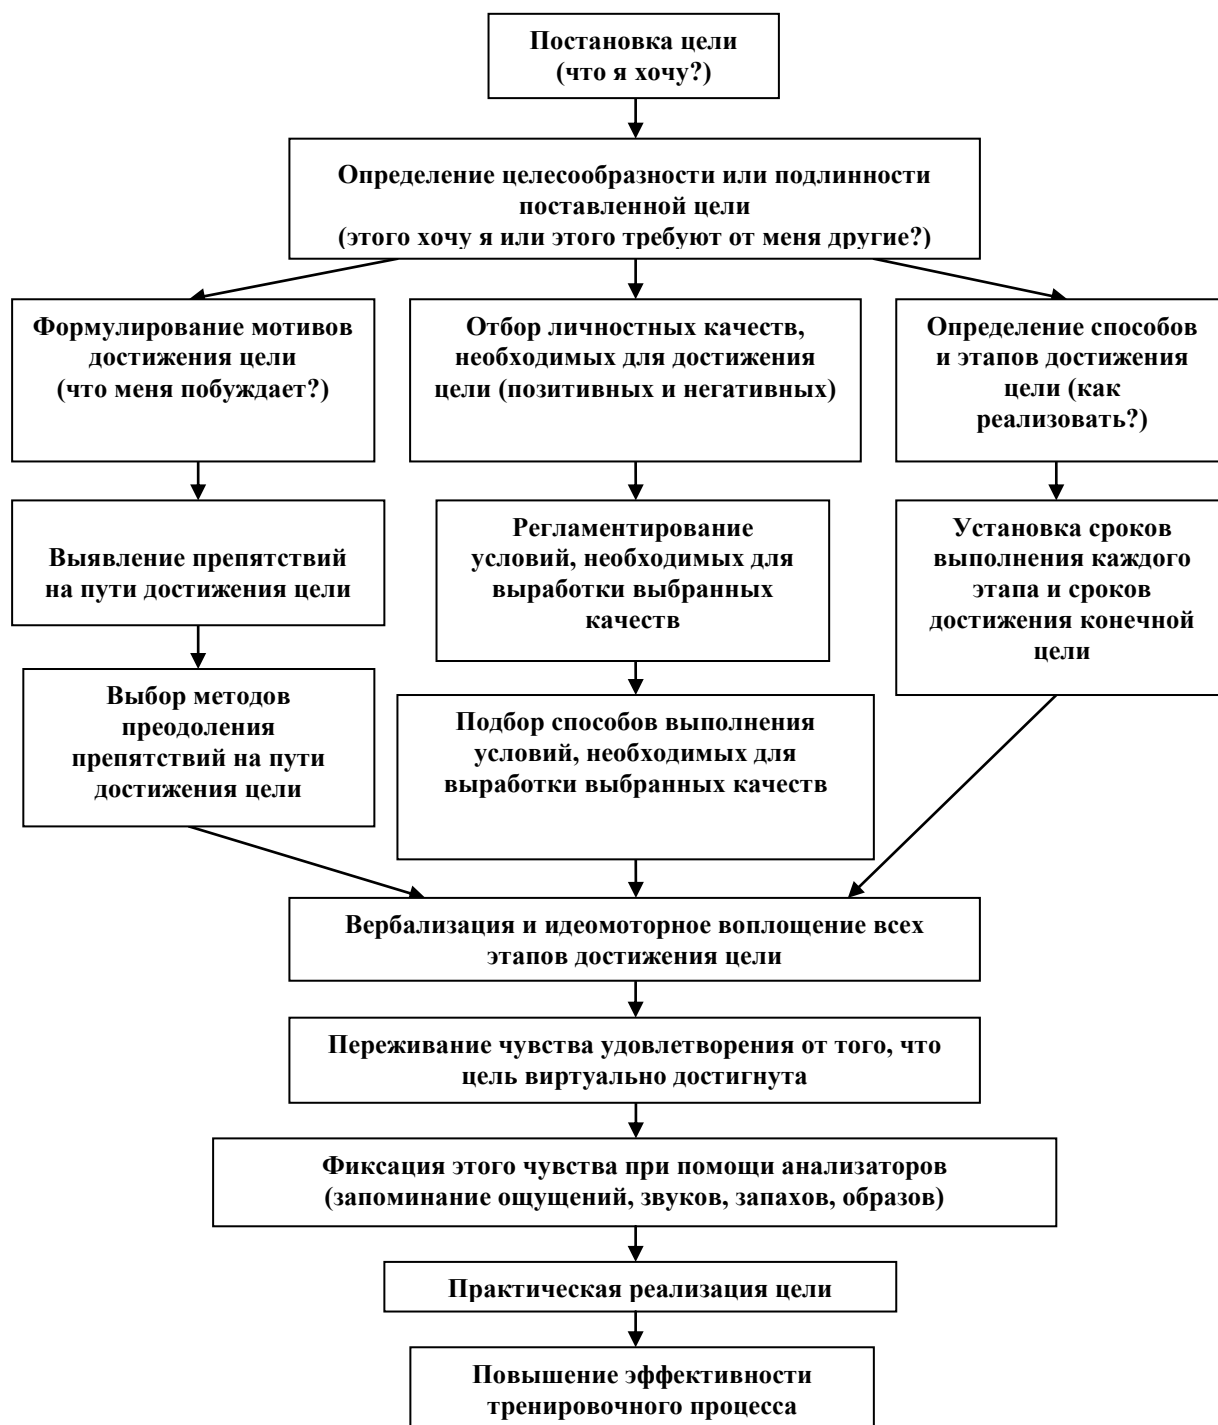 Постановка цели
(что я хочу?)
Определение целесообразности или подлинности
поставленной цели
(этого хочу я или этого требуют от меня другие?)
Формулирование мотивов
достижения цели
(что меня побуждает?)
Отбор личностных качеств,
необходимых для достижения
цели (позитивных и негативных)
Определение способов
и этапов достижения
цели (как
реализовать?)
Выявление препятствий
на пути достижения цели
Регламентирование
условий, необходимых для
выработки выбранных
качеств
Установка сроков
выполнения каждого
этапа и сроков
достижения конечной
цели
Выбор методов
преодоления
препятствий на пути
достижения цели
Подбор способов выполнения
условий, необходимых для
выработки выбранных качеств
Вербализация и идеомоторное воплощение всех
этапов достижения цели
Переживание чувства удовлетворения от того, что
цель виртуально достигнута
Фиксация этого чувства при помощи анализаторов
(запоминание ощущений, звуков, запахов, образов)
Практическая реализация цели
Повышение эффективности
тренировочного процесса